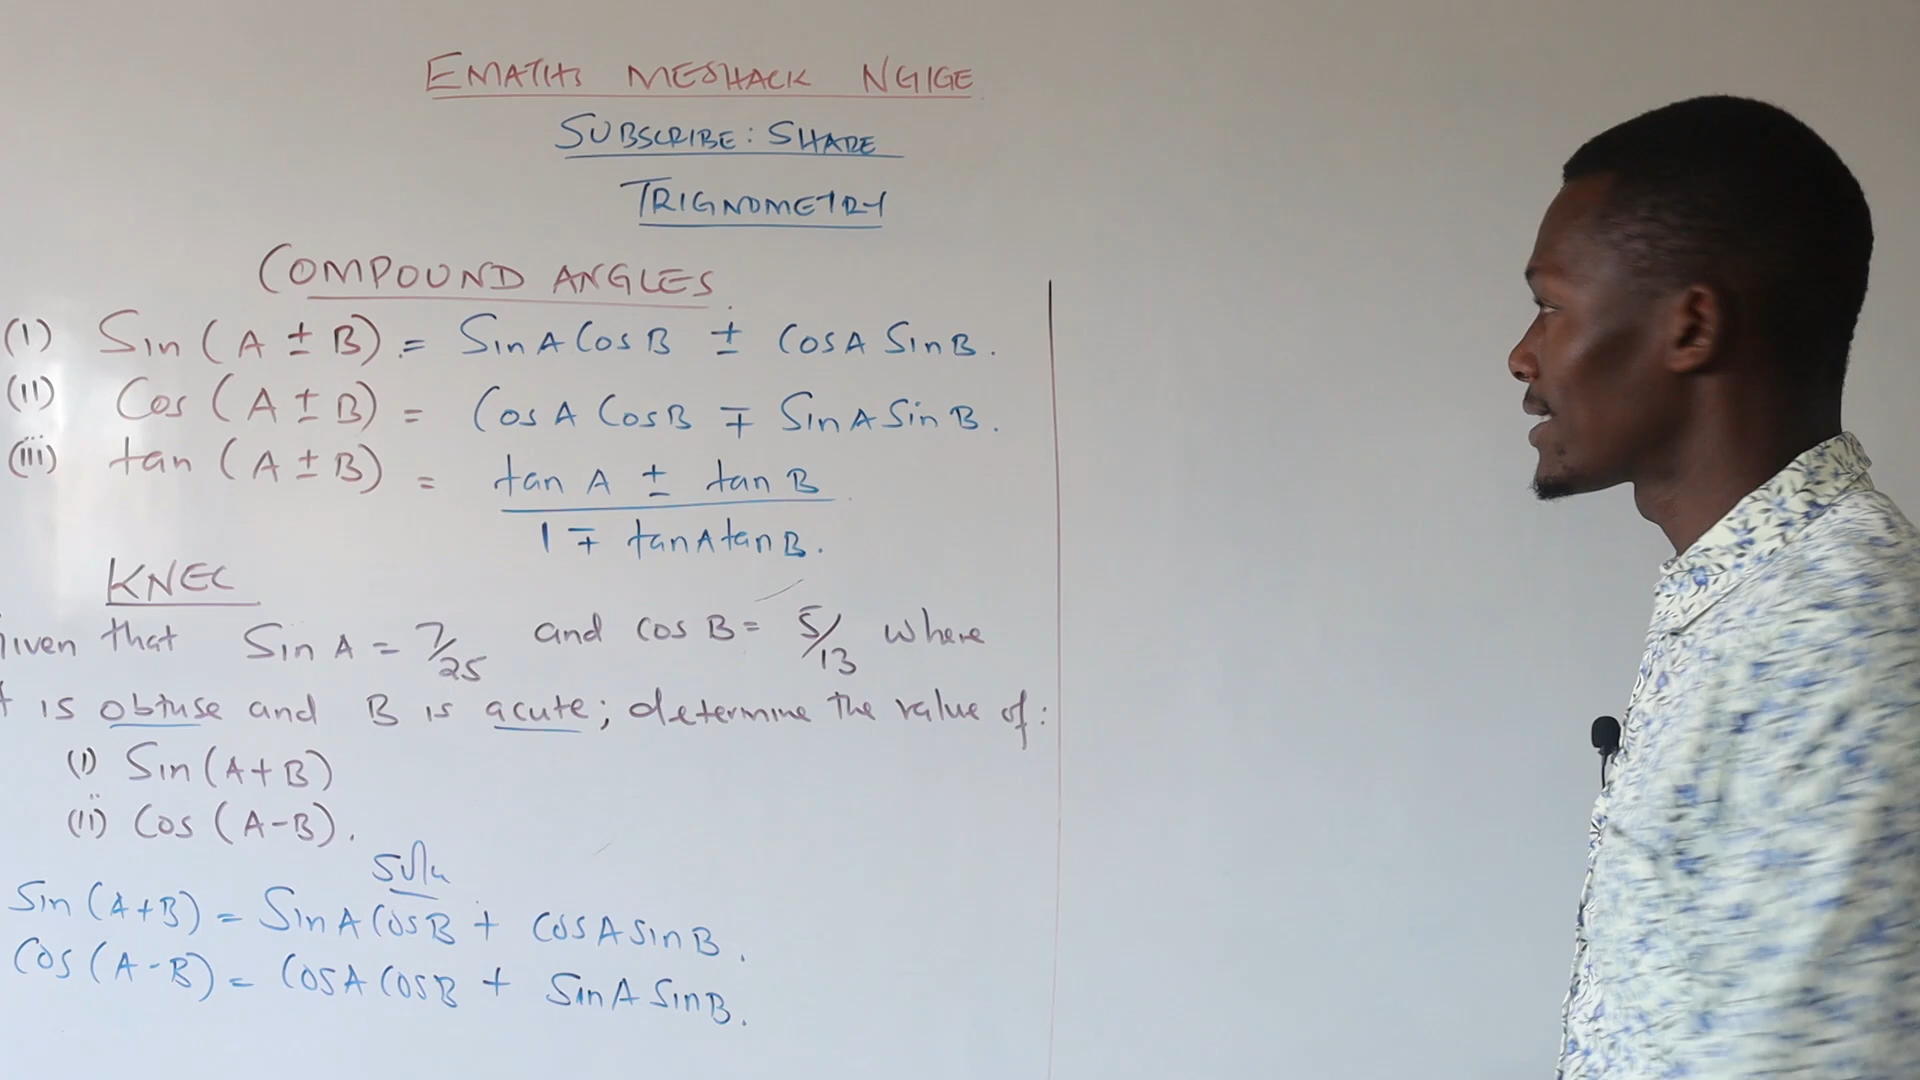 EMATHS MESHACK NGIGE
SUBSCRIBE: SHARE
TRIGNOMETRY
COMPOUND ANGLES
(i) Sin (A ± B) = Sin A Cos B ± Cos A Sin B.
(ii) Cos (A ± B) = Cos A Cos B ∓ Sin A Sin B.
(iii) tan (A ± B) = tan A ± tan B
1 ∓ tan A tan B.
KNEC
iven that Sin A = 7/25 and cos B = 5/13 where
is obtuse and B is acute; determine the value of:
(i) Sin (A+B)
(ii) Cos (A-B).
Soln
Sin (A+B) = Sin A Cos B + Cos A Sin B.
Cos (A-B) = Cos A Cos B + Sin A Sin B.